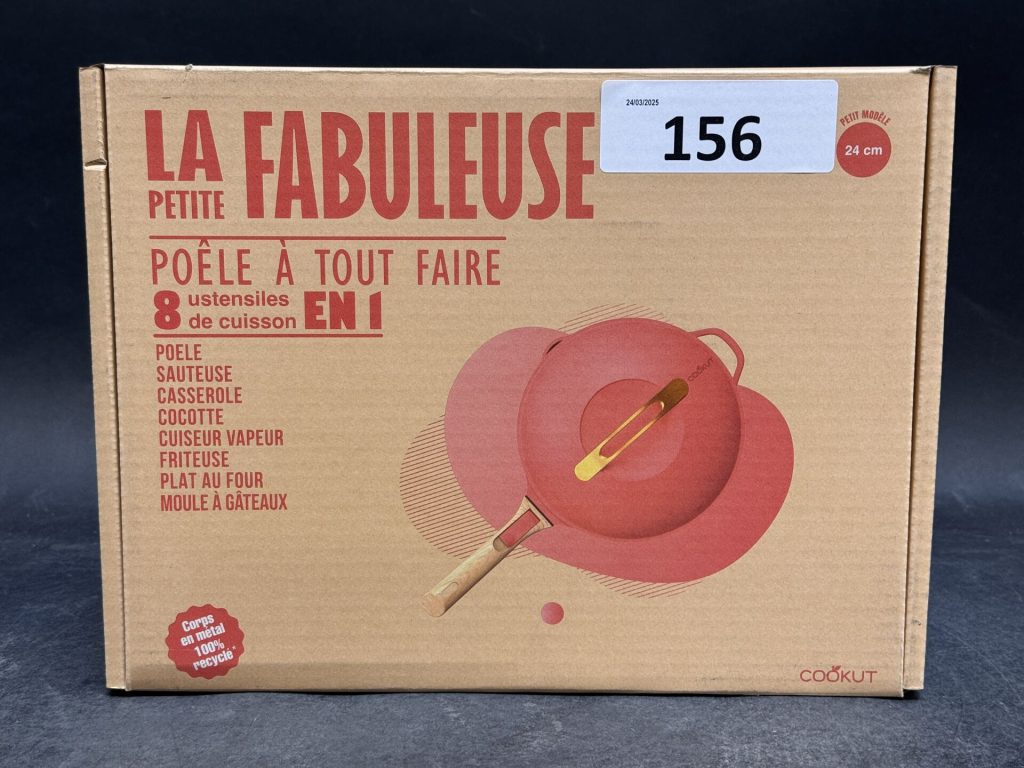 24/03/2025
156
PETIT MODÈLE
24 cm
LA PETITE FABULEUSE
POÊLE À TOUT FAIRE
8 ustensiles de cuisson EN 1
POELE
SAUTEUSE
CASSEROLE
COCOTTE
CUISEUR VAPEUR
FRITEUSE
PLAT AU FOUR
MOULE À GÂTEAUX
COOKUT
Corps
en métal
100%
recyclé*
COOKUT